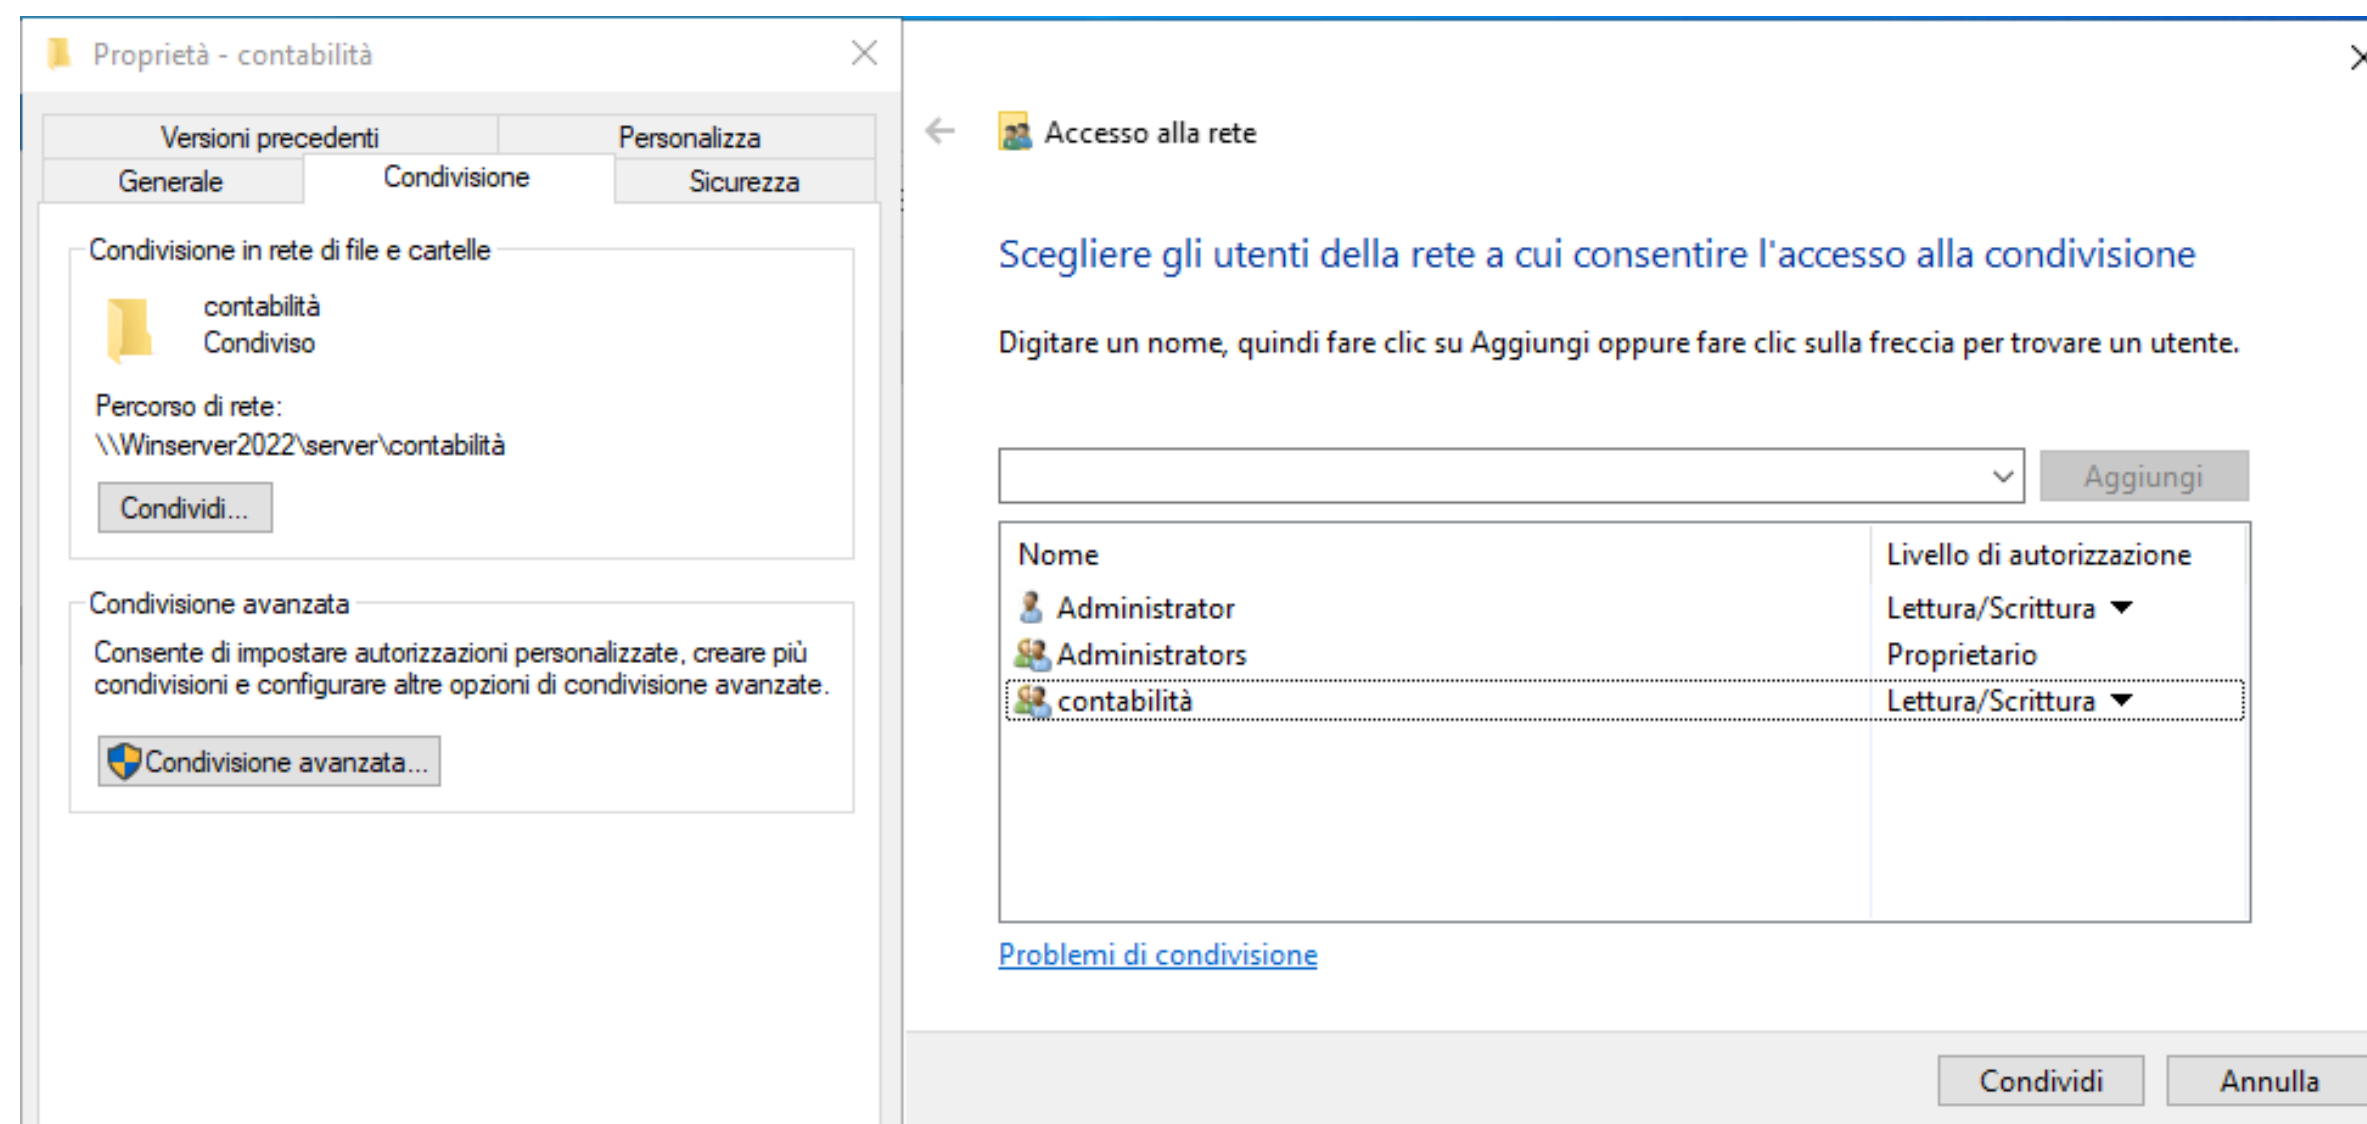 Proprietà - contabilità
Versioni precedenti
Personalizza
Generale
Condivisione
Sicurezza
Condivisione in rete di file e cartelle
contabilità
Condiviso
Percorso di rete:
\\Winserver2022\server\contabilità
Condividi...
Condivisione avanzata
Consente di impostare autorizzazioni personalizzate, creare più
condivisioni e configurare altre opzioni di condivisione avanzate.
Condivisione avanzata...
Accesso alla rete
Scegliere gli utenti della rete a cui consentire l'accesso alla condivisione
Digitare un nome, quindi fare clic su Aggiungi oppure fare clic sulla freccia per trovare un utente.
Aggiungi
Nome Livello di autorizzazione
Administrator Lettura/Scrittura
Administrators Proprietario
contabilità Lettura/Scrittura
Problemi di condivisione
Condividi
Annulla